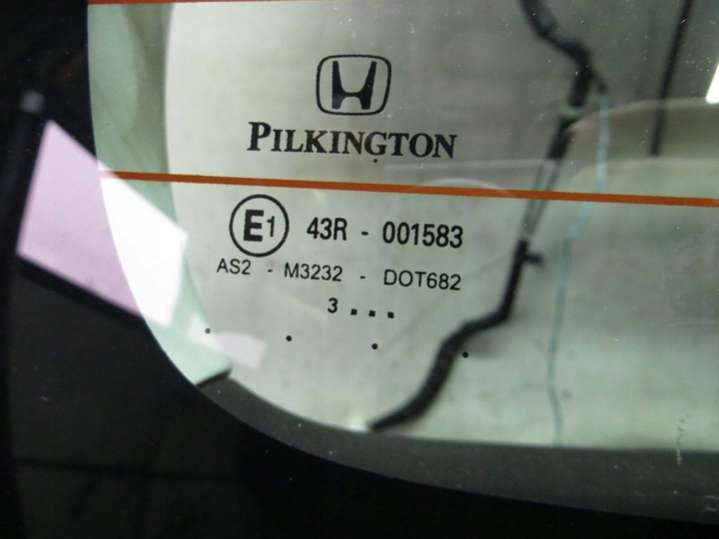 PILKINGTON
E1 43R - 001583
AS2 - M3232 - DOT682
3 ...